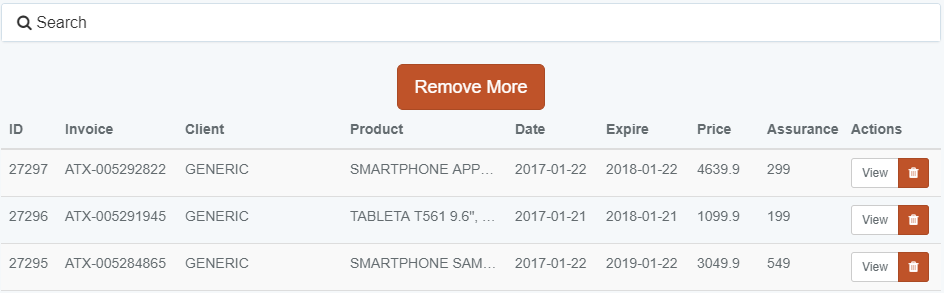 Search
Remove More
ID Invoice Client Product Date Expire Price Assurance Actions
27297 ATX-005292822 GENERIC SMARTPHONE APP... 2017-01-22 2018-01-22 4639.9 299 View
27296 ATX-005291945 GENERIC TABLETA T561 9.6", ... 2017-01-21 2018-01-21 1099.9 199 View
27295 ATX-005284865 GENERIC SMARTPHONE SAM... 2017-01-22 2019-01-22 3049.9 549 View